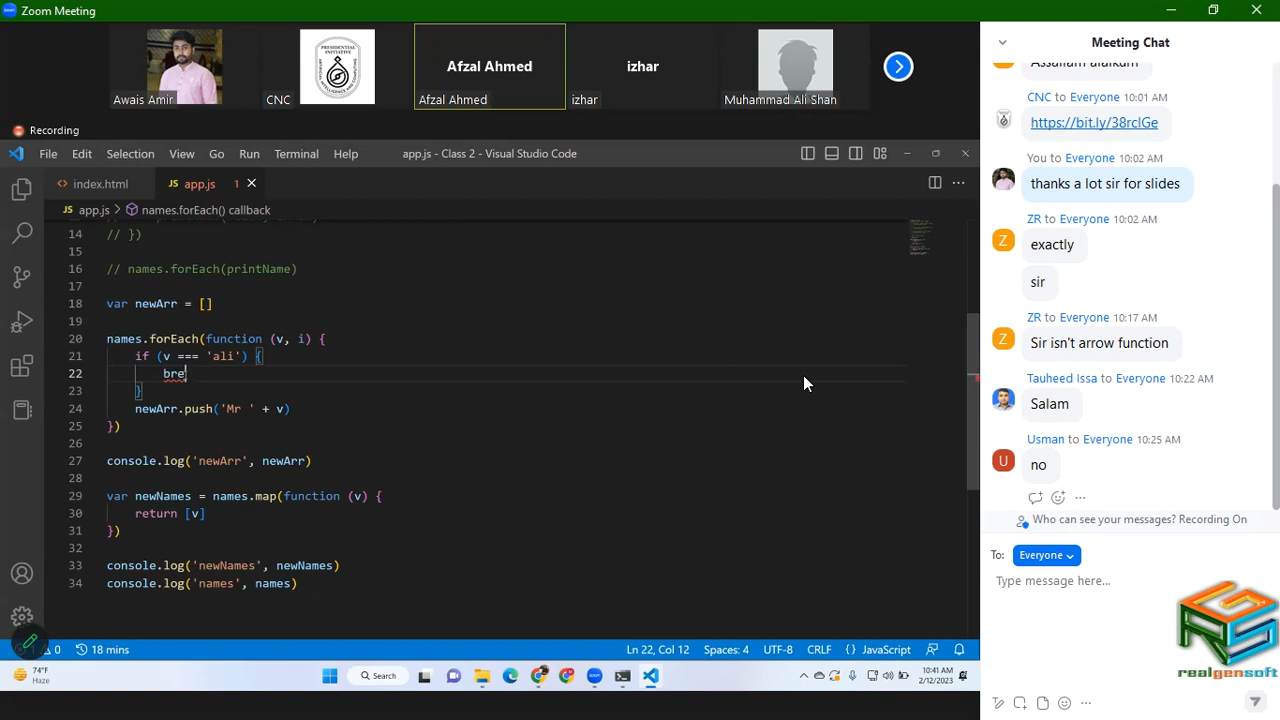 Zoom Meeting
PRESIDENTIAL INITIATIVE
Afzal Ahmed
izhar
Awais Amir
CNC
Afzal Ahmed
izhar
Muhammad Ali Shan
Recording
File Edit Selection View Go Run Terminal Help
app.js - Class 2 - Visual Studio Code
index.html
app.js 1
app.js > names.forEach() callback
14 // })
15
16 // names.forEach(printName)
17
18 var newArr = []
19
20 names.forEach(function (v, i) {
21 if (v === 'ali') {
22 bre
23 }
24 newArr.push('Mr ' + v)
25 })
26
27 console.log('newArr', newArr)
28
29 var newNames = names.map(function (v) {
30 return [v]
31 })
32
33 console.log('newNames', newNames)
34 console.log('names', names)
0 18 mins
Ln 22, Col 12 Spaces: 4 UTF-8 CRLF {} JavaScript
74°F
Haze
Search
10:41 AM
2/12/2023
Meeting Chat
Assallam alaikum
CNC to Everyone 10:01 AM
https://bit.ly/38rclGe
You to Everyone 10:02 AM
thanks a lot sir for slides
ZR to Everyone 10:02 AM
Z
exactly
sir
ZR to Everyone 10:17 AM
Z
Sir isn't arrow function
Tauheed Issa to Everyone 10:22 AM
Salam
Usman to Everyone 10:25 AM
U
no
Who can see your messages? Recording On
To: Everyone
Type message here...
realgensoft